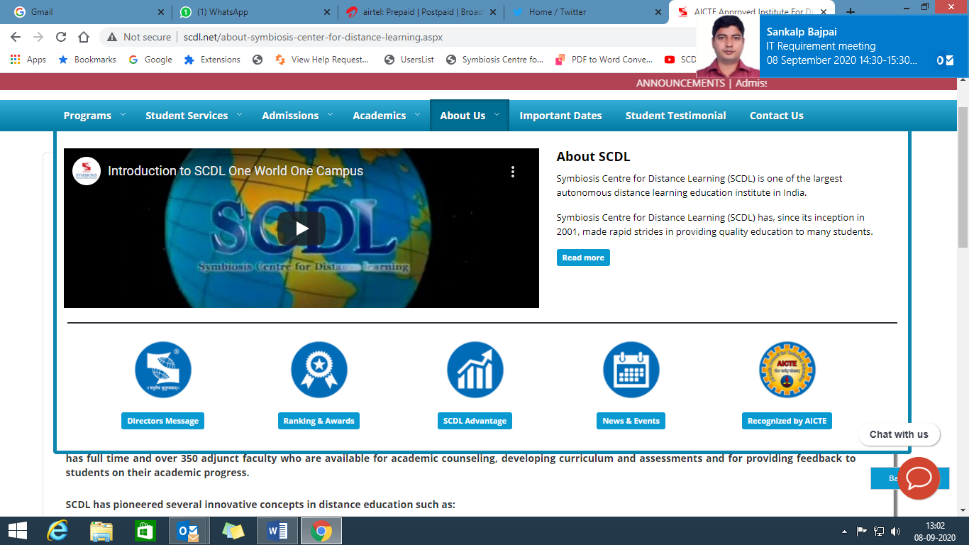 Gmail
(1) WhatsApp
airtel: Prepaid | Postpaid | Broad
Home / Twitter
AICTE Approved Institute For D
Not secure | scdl.net/about-symbiosis-center-for-distance-learning.aspx
Sankalp Bajpai
IT Requirement meeting
08 September 2020 14:30-15:30...
0
Apps
Bookmarks
Google
Extensions
View Help Request...
UsersList
Symbiosis Centre fo...
PDF to Word Conve...
SCD
ANNOUNCEMENTS | Admiss
Programs
Student Services
Admissions
Academics
About Us
Important Dates
Student Testimonial
Contact Us
Introduction to SCDL One World One Campus
SCDL
Symbiosis Centre for Distance Learning
About SCDL
Symbiosis Centre for Distance Learning (SCDL) is one of the largest
autonomous distance learning education institute in India.
Symbiosis Centre for Distance Learning (SCDL) has, since its inception in
2001, made rapid strides in providing quality education to many students.
Read more
AICTE
Directors Message
Ranking & Awards
SCDL Advantage
News & Events
Recognized by AICTE
Chat with us
has full time and over 350 adjunct faculty who are available for academic counseling, developing curriculum and assessments and for providing feedback to
students on their academic progress.
Ba
SCDL has pioneered several innovative concepts in distance education such as:
13:02
08-09-2020